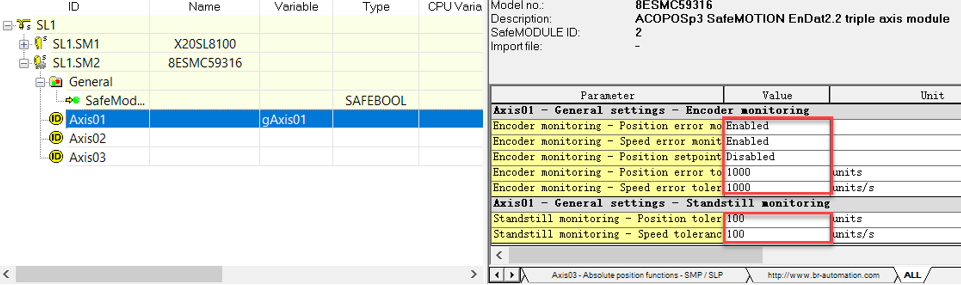 ID Name Variable Type CPU Varia
SL1
SL1.SM1 X20SL8100
SL1.SM2 8ESMC59316
General
SafeMod... SAFEBOOL
Axis01 gAxis01
Axis02
Axis03
Model no.: 8ESMC59316
Description: ACOPOSp3 SafeMOTION EnDat2.2 triple axis module
SafeMODULE ID: 2
Import file: -
Parameter Value Unit
Axis01 - General settings - Encoder monitoring
Encoder monitoring - Position error mo Enabled
Encoder monitoring - Speed error monit Enabled
Encoder monitoring - Position setpoint Disabled
Encoder monitoring - Position error to 1000 units
Encoder monitoring - Speed error toler 1000 units/s
Axis01 - General settings - Standstill monitoring
Standstill monitoring - Position toler 100 units
Standstill monitoring - Speed toleranc 100 units/s
Axis03 - Absolute position functions - SMP / SLP http://www.br-automation.com ALL